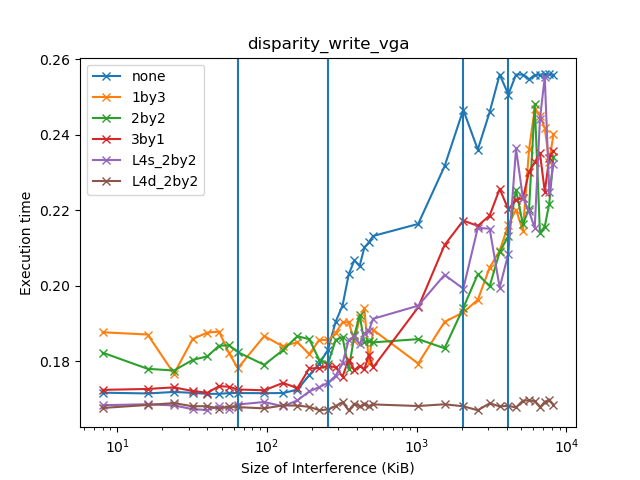 disparity_write_vga
0.26
0.24
0.22
0.20
0.18
Execution time
none
1by3
2by2
3by1
L4s_2by2
L4d_2by2
10¹ 10² 10³ 10⁴
Size of Interference (KiB)